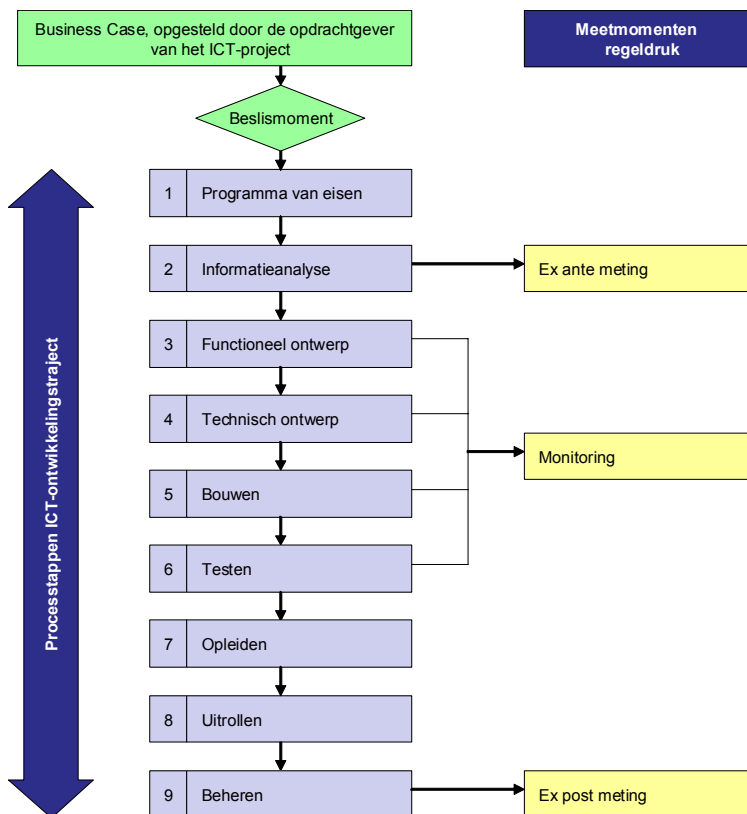 Business Case, opgesteld door de opdrachtgever
van het ICT-project
Meetmomenten
regeldruk
Beslismoment
Processtappen ICT-ontwikkelingstraject
1 Programma van eisen
2 Informatieanalyse
Ex ante meting
3 Functioneel ontwerp
4 Technisch ontwerp
Monitoring
5 Bouwen
6 Testen
7 Opleiden
8 Uitrollen
9 Beheren
Ex post meting